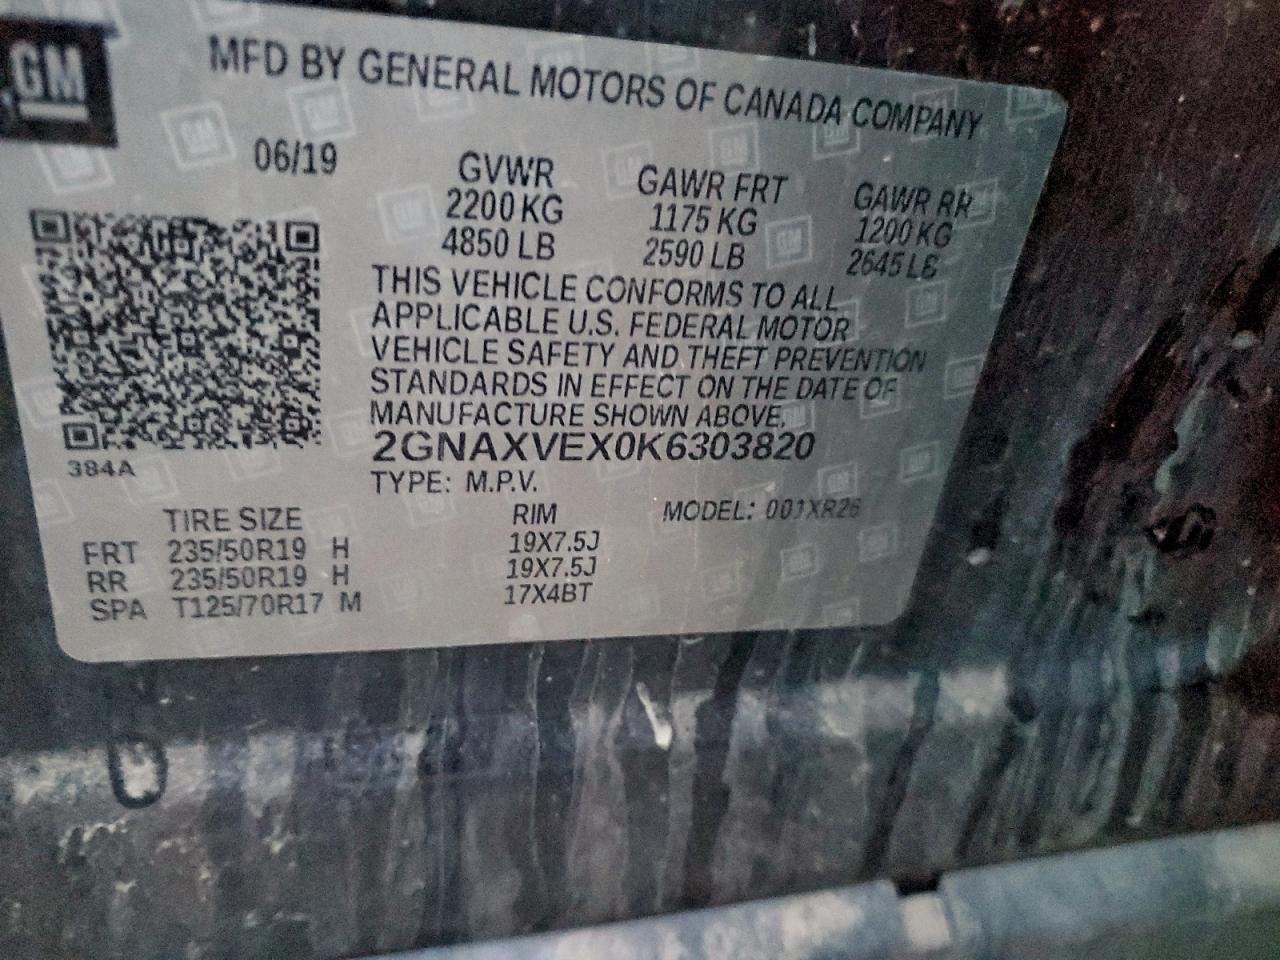 GM
MFD BY GENERAL MOTORS OF CANADA COMPANY
06/19 GVWR GAWR FRT GAWR RR
2200 KG 1175 KG 1200 KG
4850 LB 2590 LB 2645 LB
THIS VEHICLE CONFORMS TO ALL
APPLICABLE U.S. FEDERAL MOTOR
VEHICLE SAFETY AND THEFT PREVENTION
STANDARDS IN EFFECT ON THE DATE OF
MANUFACTURE SHOWN ABOVE.
2GNAXVEX0K6303820
384A
TYPE: M.P.V.
TIRE SIZE RIM MODEL: 001XR26
FRT 235/50R19 H 19X7.5J
RR 235/50R19 H 19X7.5J
SPA T125/70R17 M 17X4BT